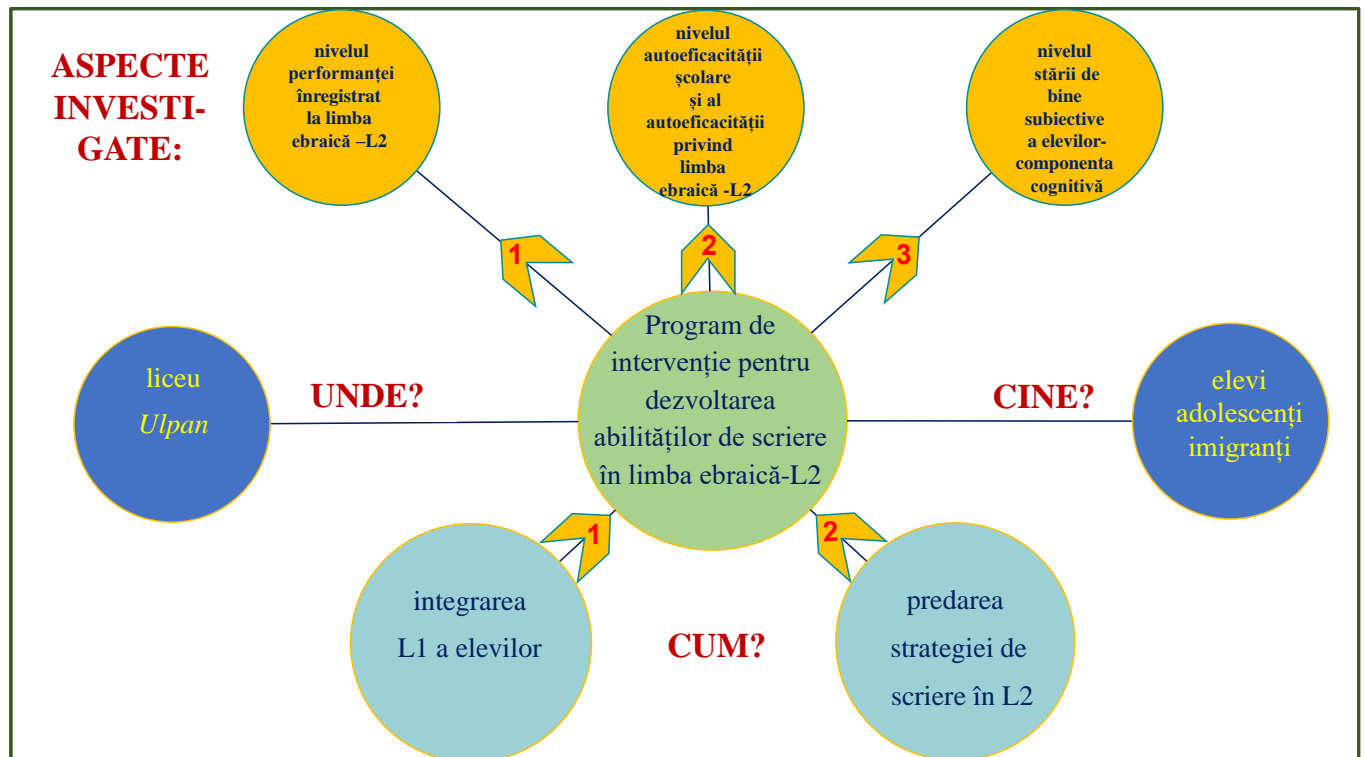 ASPECTE
INVESTI-
GATE:
nivelul
performanței
înregistrat
la limba
ebraică –L2
nivelul
autoeficacității
școlare
și al
autoeficacității
privind
limba
ebraică -L2
nivelul
stării de
bine
subiective
a elevilor-
componenta
cognitivă
1
2
3
liceu
Ulpan
UNDE?
Program de
intervenție pentru
dezvoltarea
abilităților de scriere
în limba ebraică-L2
CINE?
elevi
adolescenți
imigranți
1
2
integrarea
L1 a elevilor
CUM?
predarea
strategiei de
scriere în L2